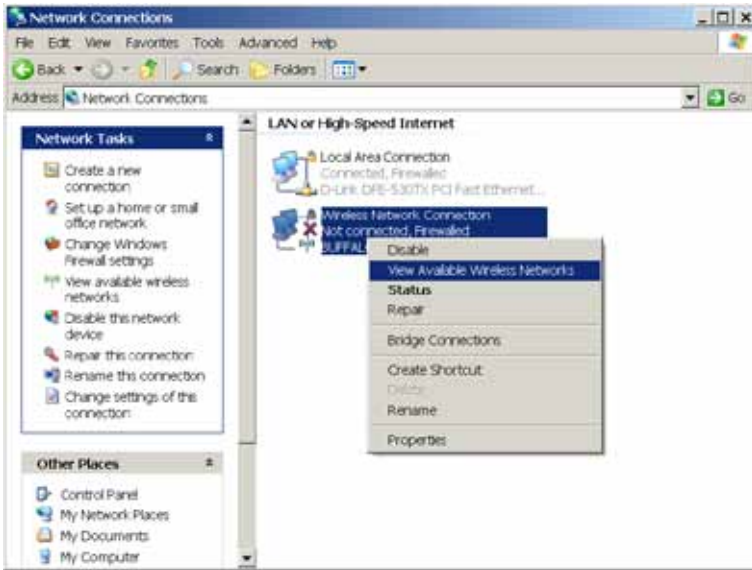 Network Connections
File Edit View Favorites Tools Advanced Help
Back Search Folders
Address Network Connections Go
Network Tasks
Create a new
connection
Set up a home or small
office network
Change Windows
Firewall settings
View available wireless
networks
Disable this network
device
Repair this connection
Rename this connection
Change settings of this
connection
Other Places
Control Panel
My Network Places
My Documents
My Computer
LAN or High-Speed Internet
Local Area Connection
Connected, Firewalled
D-Link DFE-530TX PCI Fast Ethernet...
Wireless Network Connection
Not connected, Firewalled
Disable
View Available Wireless Networks
Status
Repair
Bridge Connections
Create Shortcut
Delete
Rename
Properties